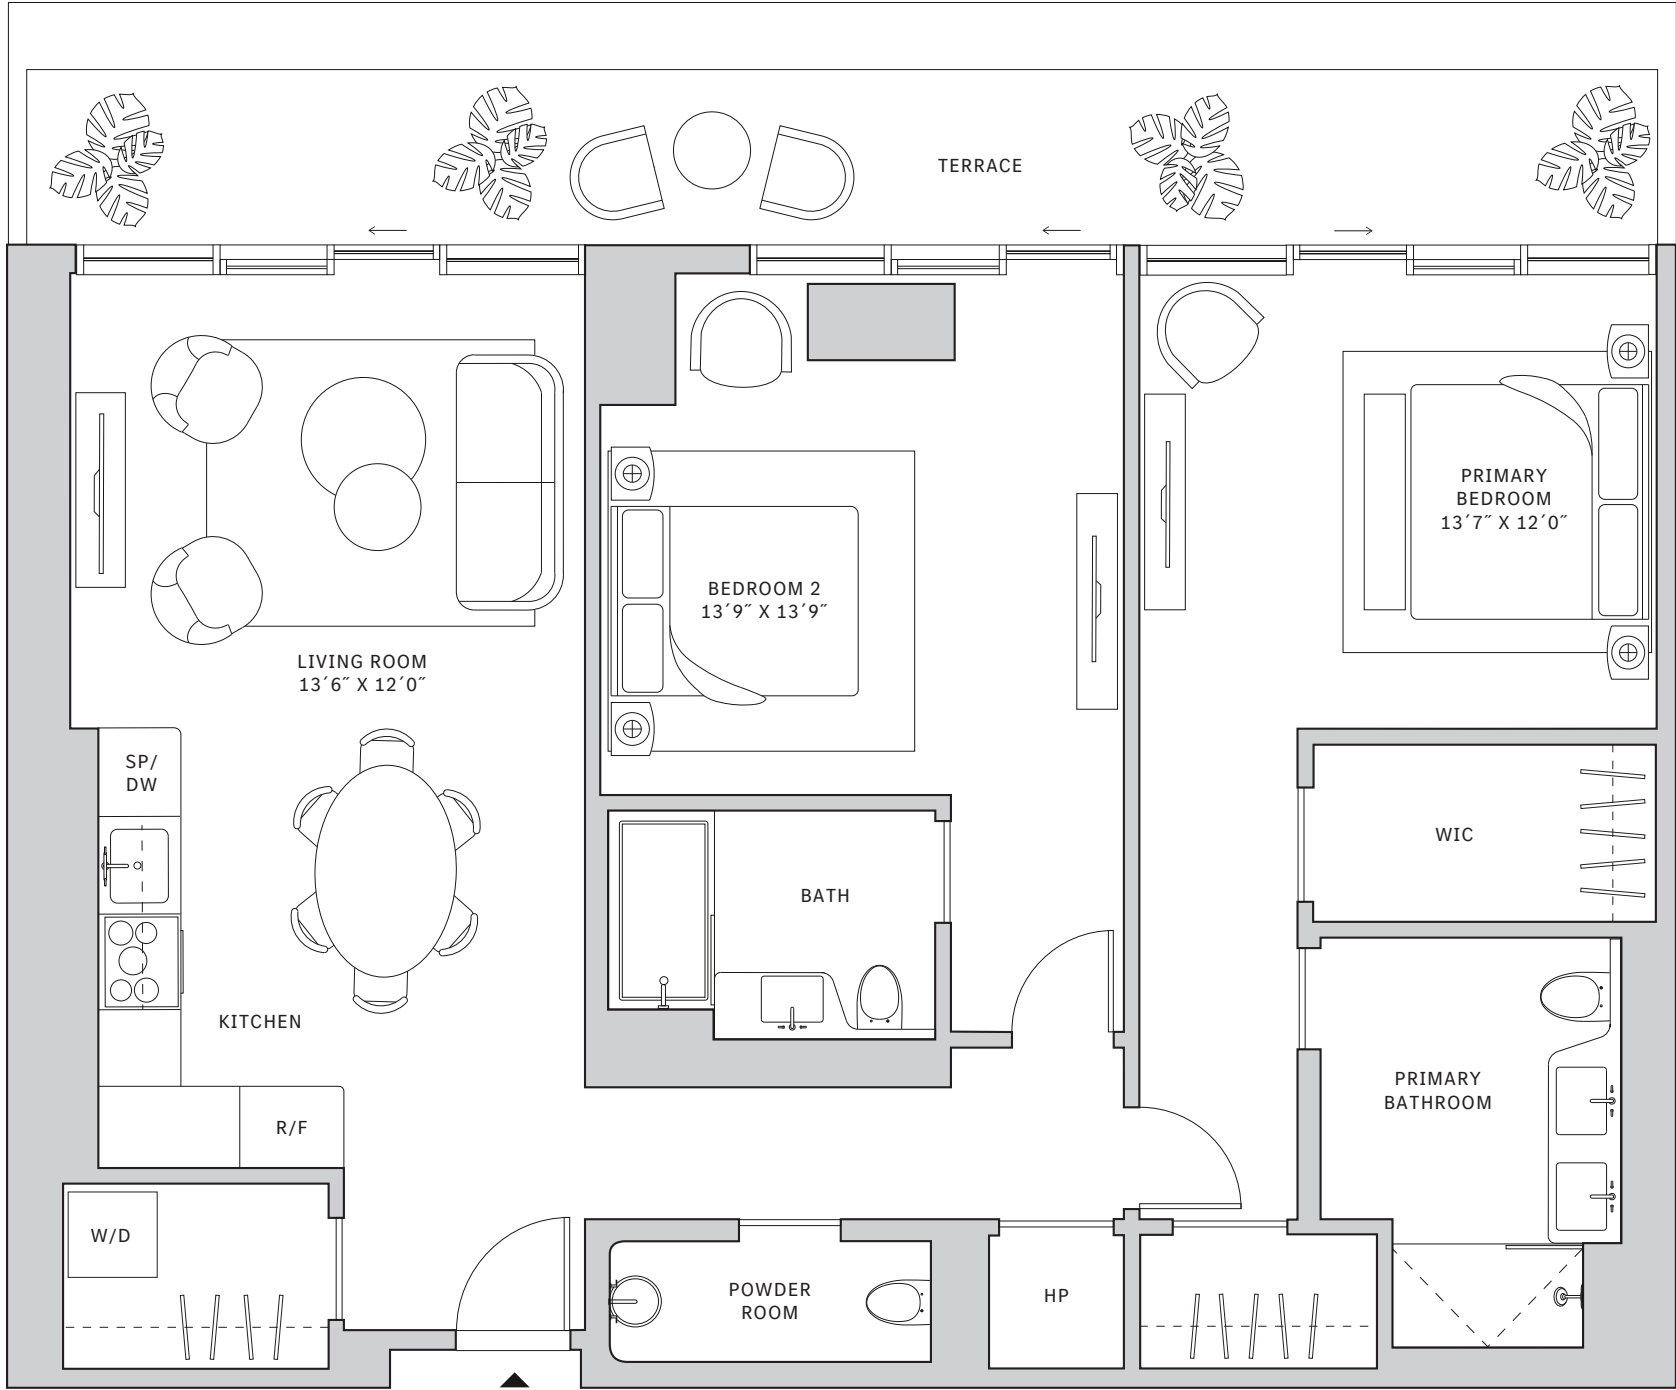 TERRACE
PRIMARY
BEDROOM
13′7″ X 12′0″
BEDROOM 2
13′9″ X 13′9″
LIVING ROOM
13′6″ X 12′0″
SP/
DW
WIC
BATH
KITCHEN
PRIMARY
BATHROOM
R/F
W/D
POWDER
ROOM
HP